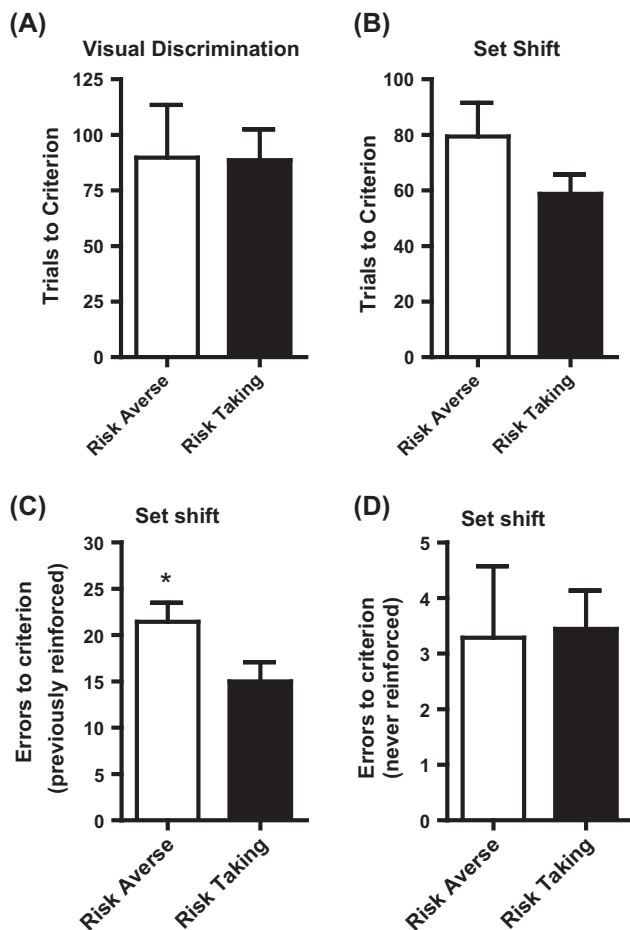 (A)
Visual Discrimination
Trials to Criterion
125
100
75
50
25
0
Risk Averse
Risk Taking
(B)
Set Shift
Trials to Criterion
100
80
60
40
20
0
Risk Averse
Risk Taking
(C)
Set shift
Errors to criterion
(previously reinforced)
30
25
20
15
10
5
0
*
Risk Averse
Risk Taking
(D)
Set shift
Errors to criterion
(never reinforced)
5
4
3
2
1
0
Risk Averse
Risk Taking